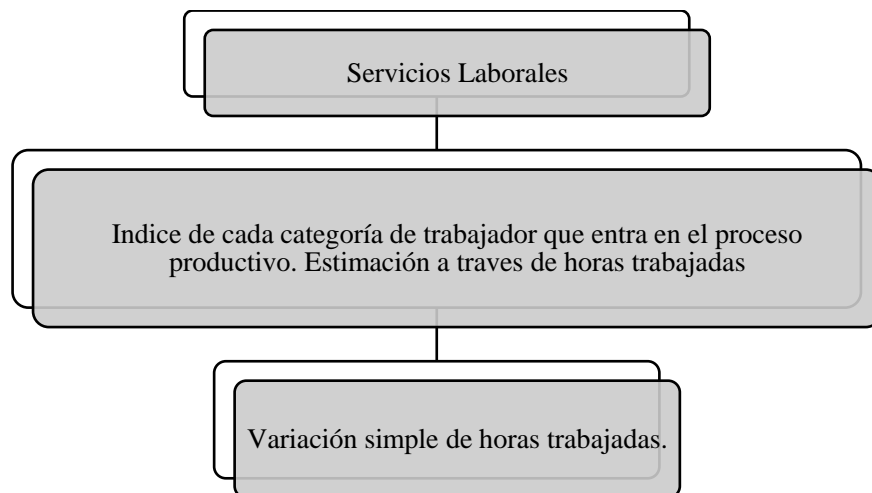 Servicios Laborales
Indice de cada categoría de trabajador que entra en el proceso
productivo. Estimación a traves de horas trabajadas
Variación simple de horas trabajadas.